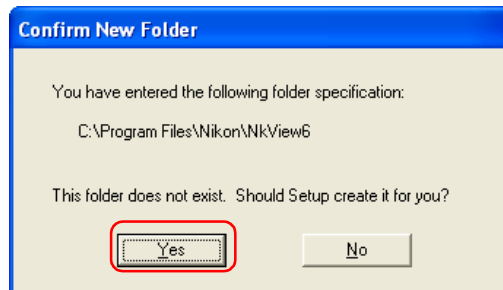 Confirm New Folder
You have entered the following folder specification:
C:\Program Files\Nikon\NkView6
This folder does not exist. Should Setup create it for you?
Yes No